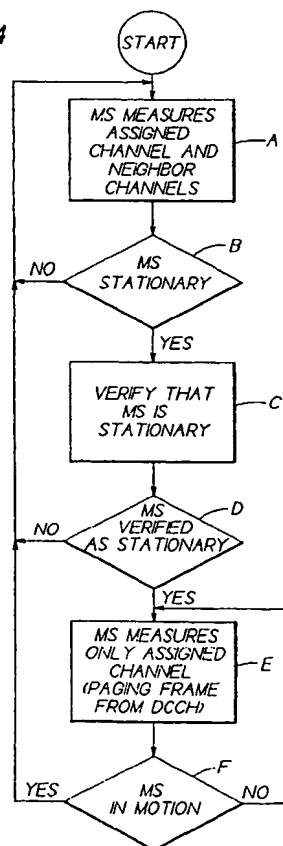 4
START
MS MEASURES
ASSIGNED
CHANNEL AND
NEIGHBOR
CHANNELS
A
B
MS
STATIONARY
NO
YES
VERIFY THAT
MS IS
STATIONARY
C
D
MS
VERIFIED
AS STATIONARY
NO
YES
MS MEASURES
ONLY ASSIGNED
CHANNEL
(PAGING FRAME
FROM DCCH)
E
F
MS
IN MOTION
YES
NO